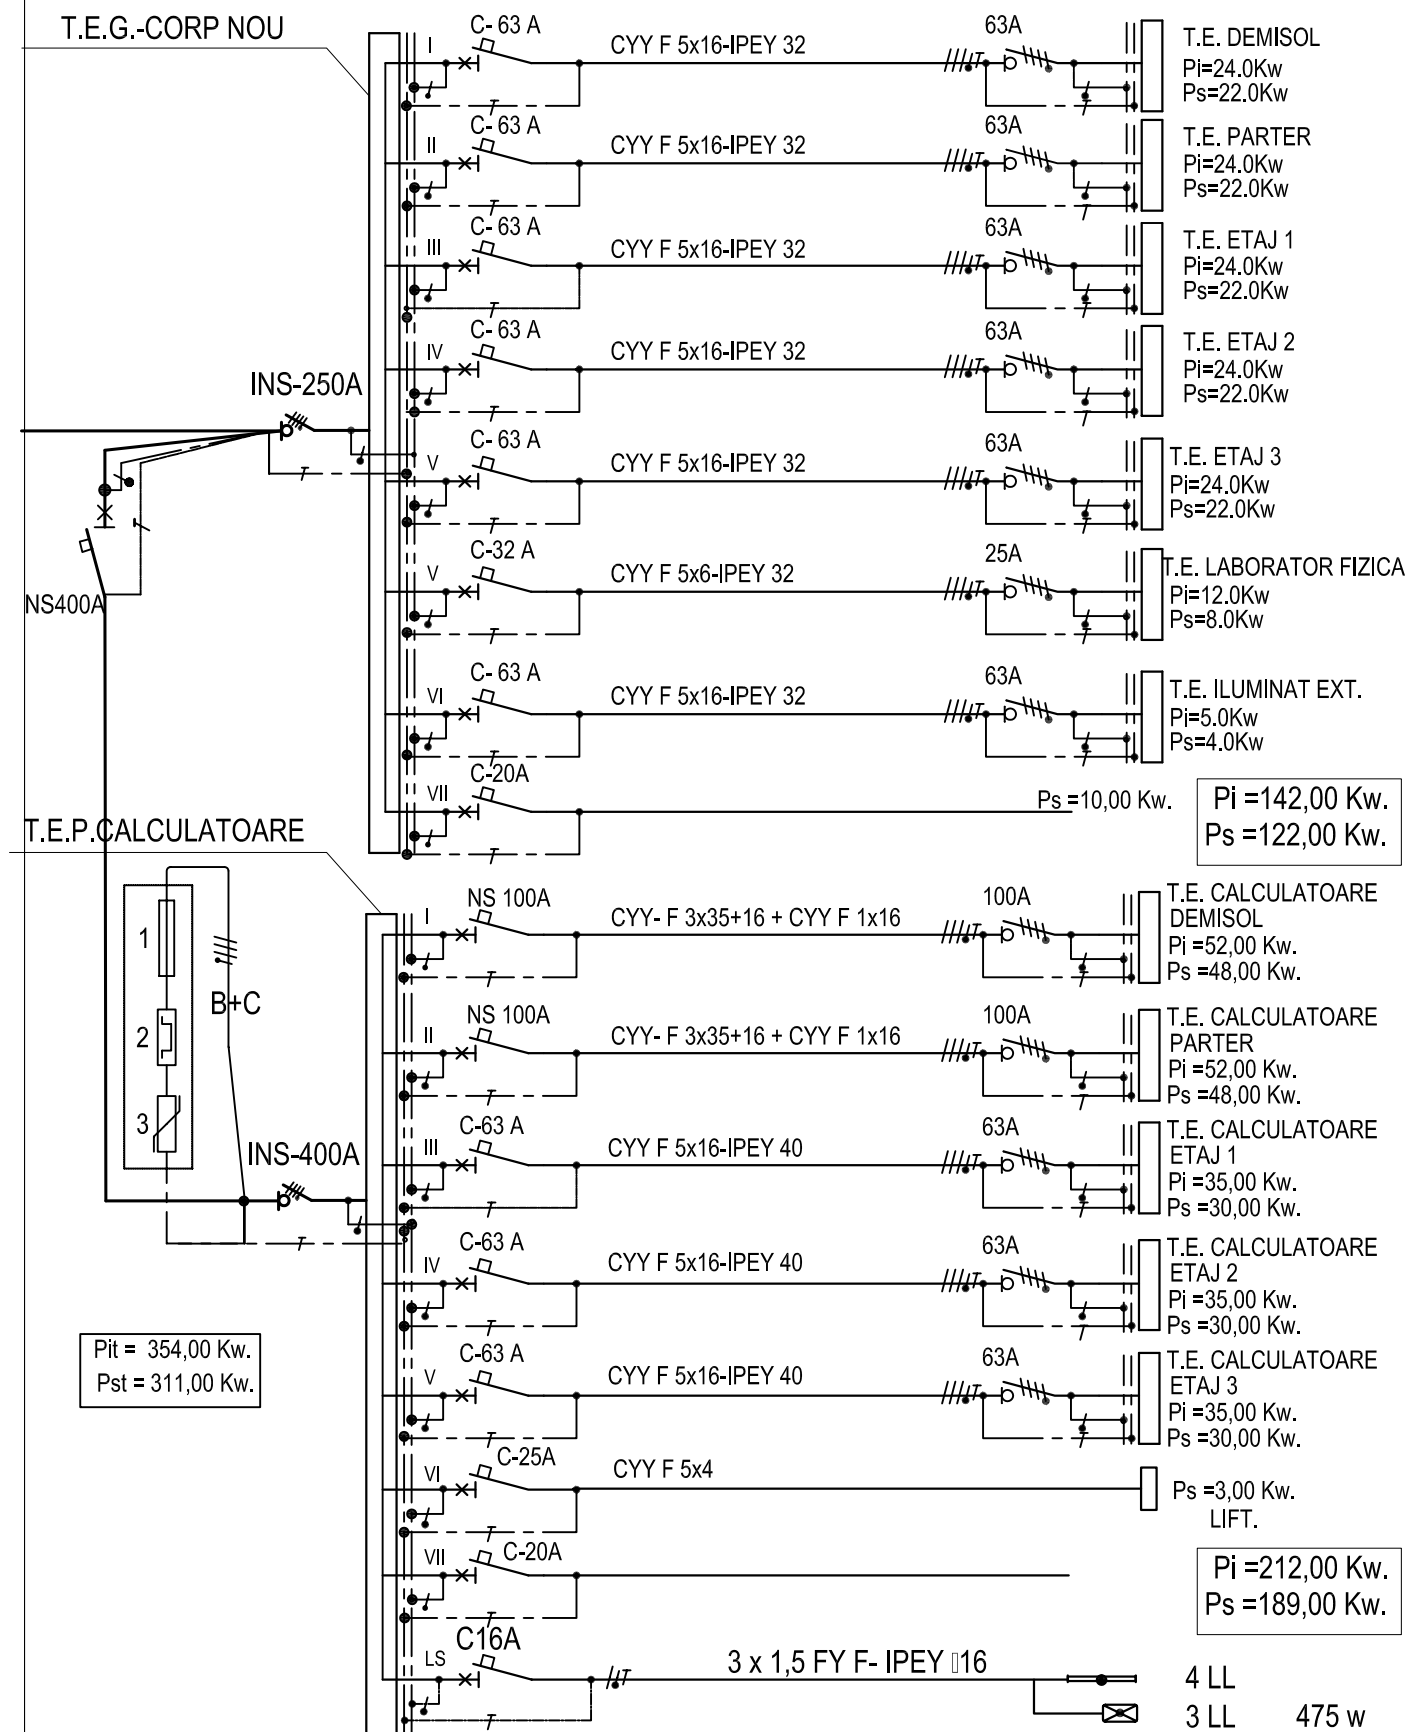 T.E.G.-CORP NOU
I
C- 63 A
CYY F 5x16-IPEY 32
63A
T.E. DEMISOL
Pi=24.0Kw
Ps=22.0Kw
II
C- 63 A
CYY F 5x16-IPEY 32
63A
T.E. PARTER
Pi=24.0Kw
Ps=22.0Kw
III
C- 63 A
CYY F 5x16-IPEY 32
63A
T.E. ETAJ 1
Pi=24.0Kw
Ps=22.0Kw
IV
C- 63 A
CYY F 5x16-IPEY 32
63A
T.E. ETAJ 2
Pi=24.0Kw
Ps=22.0Kw
INS-250A
V
C- 63 A
CYY F 5x16-IPEY 32
63A
T.E. ETAJ 3
Pi=24.0Kw
Ps=22.0Kw
NS400A
V
C-32 A
CYY F 5x6-IPEY 32
25A
T.E. LABORATOR FIZICA
Pi=12.0Kw
Ps=8.0Kw
VI
C- 63 A
CYY F 5x16-IPEY 32
63A
T.E. ILUMINAT EXT.
Pi=5.0Kw
Ps=4.0Kw
VII
C-20A
Ps =10,00 Kw.
Pi =142,00 Kw.
Ps =122,00 Kw.
T.E.P.CALCULATOARE
1
2
3
B+C
I
NS 100A
CYY- F 3x35+16 + CYY F 1x16
100A
T.E. CALCULATOARE
DEMISOL
Pi =52,00 Kw.
Ps =48,00 Kw.
II
NS 100A
CYY- F 3x35+16 + CYY F 1x16
100A
T.E. CALCULATOARE
PARTER
Pi =52,00 Kw.
Ps =48,00 Kw.
INS-400A
III
C-63 A
CYY F 5x16-IPEY 40
63A
T.E. CALCULATOARE
ETAJ 1
Pi =35,00 Kw.
Ps =30,00 Kw.
IV
C-63 A
CYY F 5x16-IPEY 40
63A
T.E. CALCULATOARE
ETAJ 2
Pi =35,00 Kw.
Ps =30,00 Kw.
Pit = 354,00 Kw.
Pst = 311,00 Kw.
V
C-63 A
CYY F 5x16-IPEY 40
63A
T.E. CALCULATOARE
ETAJ 3
Pi =35,00 Kw.
Ps =30,00 Kw.
VI
C-25A
CYY F 5x4
Ps =3,00 Kw.
LIFT.
VII
C-20A
Pi =212,00 Kw.
Ps =189,00 Kw.
LS
C16A
3 x 1,5 FY F- IPEY ▯16
4 LL
3 LL 475 w